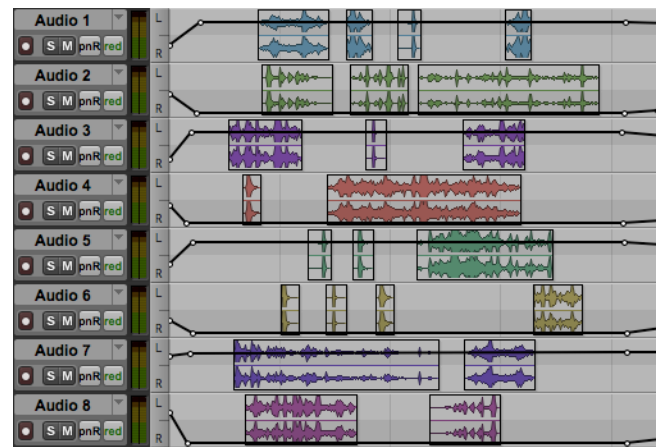 Audio 1
L
S M pnR red
R
Audio 2
L
S M pnR red
R
Audio 3
L
S M pnR red
R
Audio 4
L
S M pnR red
R
Audio 5
L
S M pnR red
R
Audio 6
L
S M pnR red
R
Audio 7
L
S M pnR red
R
Audio 8
L
S M pnR red
R